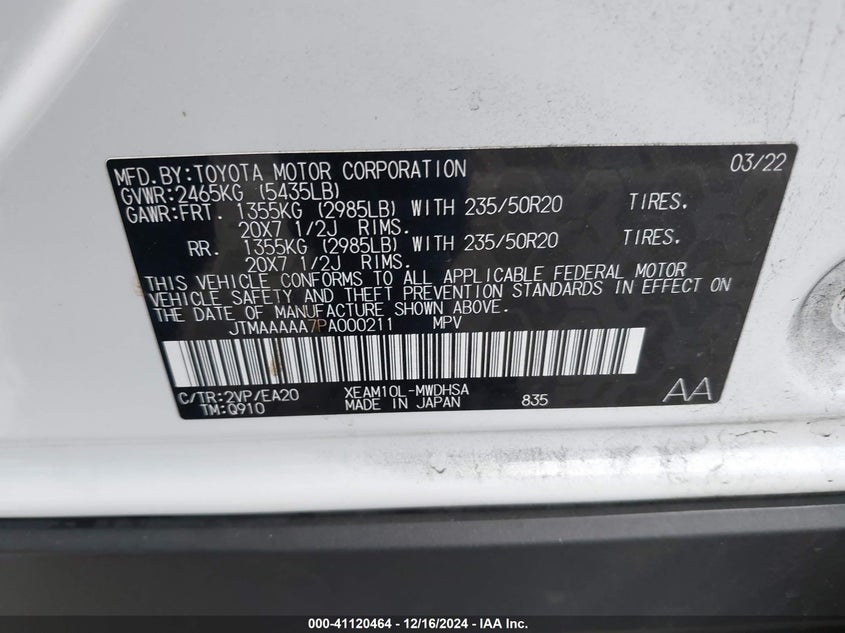 MFD. BY:TOYOTA MOTOR CORPORATION 03/22
GVWR:2465KG (5435LB)
GAWR:FRT. 1355KG (2985LB) WITH 235/50R20 TIRES.
20X7 1/2J RIMS.
RR. 1355KG (2985LB) WITH 235/50R20 TIRES.
20X7 1/2J RIMS.
THIS VEHICLE CONFORMS TO ALL APPLICABLE FEDERAL MOTOR
VEHICLE SAFETY AND THEFT PREVENTION STANDARDS IN EFFECT ON
THE DATE OF MANUFACTURE SHOWN ABOVE.
JTMAAAAA7PA000211 MPV
C/TR:2VP/EA20 XEAM10L-MWDHSA AA
TM:Q910 MADE IN JAPAN 835
000-41120464 - 12/16/2024 - IAA Inc.